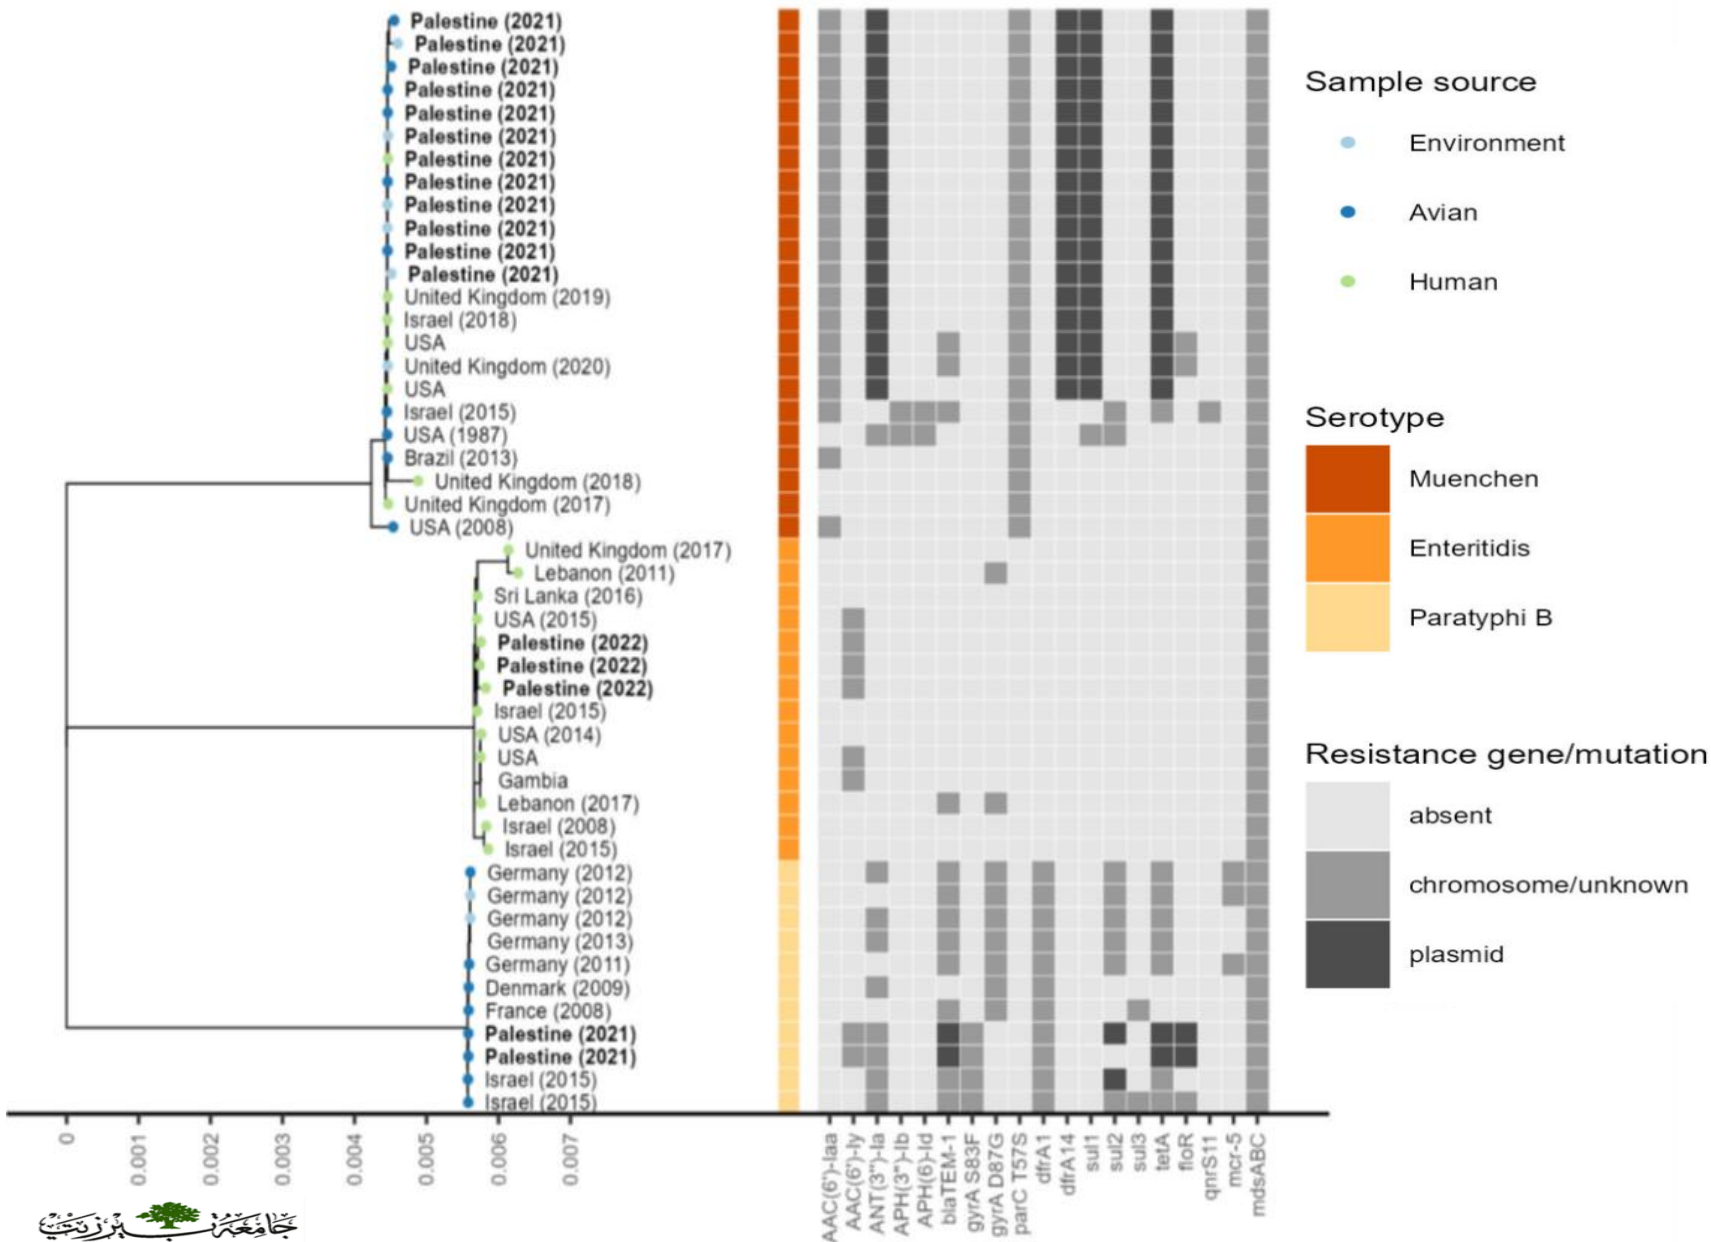 Palestine (2021)
Palestine (2021)
Palestine (2021)
Palestine (2021)
Palestine (2021)
Palestine (2021)
Palestine (2021)
Palestine (2021)
Palestine (2021)
Palestine (2021)
Palestine (2021)
Palestine (2021)
United Kingdom (2019)
Israel (2018)
USA
United Kingdom (2020)
USA
Israel (2015)
USA (1987)
Brazil (2013)
United Kingdom (2018)
United Kingdom (2017)
USA (2008)
United Kingdom (2017)
Lebanon (2011)
Sri Lanka (2016)
USA (2015)
Palestine (2022)
Palestine (2022)
Palestine (2022)
Israel (2015)
USA (2014)
USA
Gambia
Lebanon (2017)
Israel (2008)
Israel (2015)
Germany (2012)
Germany (2012)
Germany (2012)
Germany (2013)
Germany (2011)
Denmark (2009)
France (2008)
Palestine (2021)
Palestine (2021)
Israel (2015)
Israel (2015)
0
0.001
0.002
0.003
0.004
0.005
0.006
0.007
AAC(6')-Iaa
AAC(6')-Iy
ANT(3'')-Ia
APH(3'')-Ib
APH(6)-Id
blaTEM-1
gyrA S83F
gyrA D87G
parC T57S
dfrA1
dfrA14
sul1
sul2
sul3
tetA
floR
qnrS11
mcr-5
mdsABC
Sample source
Environment
Avian
Human
Serotype
Muenchen
Enteritidis
Paratyphi B
Resistance gene/mutation
absent
chromosome/unknown
plasmid
جامعة بيرزيت